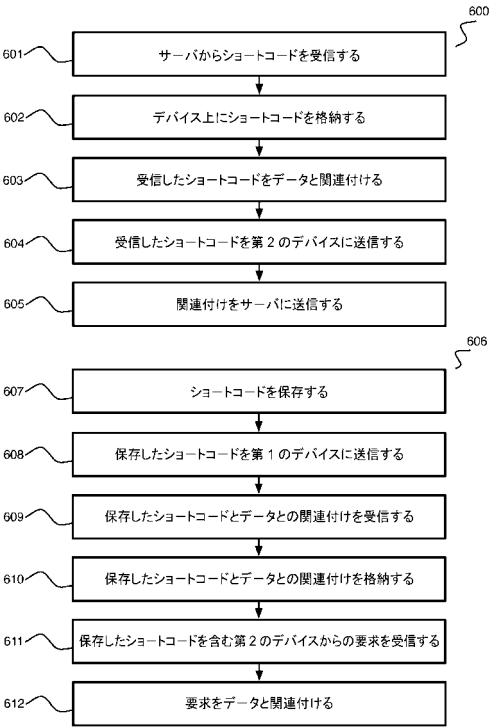 600
601 サーバからショートコードを受信する
602 デバイス上にショートコードを格納する
603 受信したショートコードをデータと関連付ける
604 受信したショートコードを第2のデバイスに送信する
605 関連付けをサーバに送信する
606
607 ショートコードを保存する
608 保存したショートコードを第1のデバイスに送信する
609 保存したショートコードとデータとの関連付けを受信する
610 保存したショートコードとデータとの関連付けを格納する
611 保存したショートコードを含む第2のデバイスからの要求を受信する
612 要求をデータと関連付ける